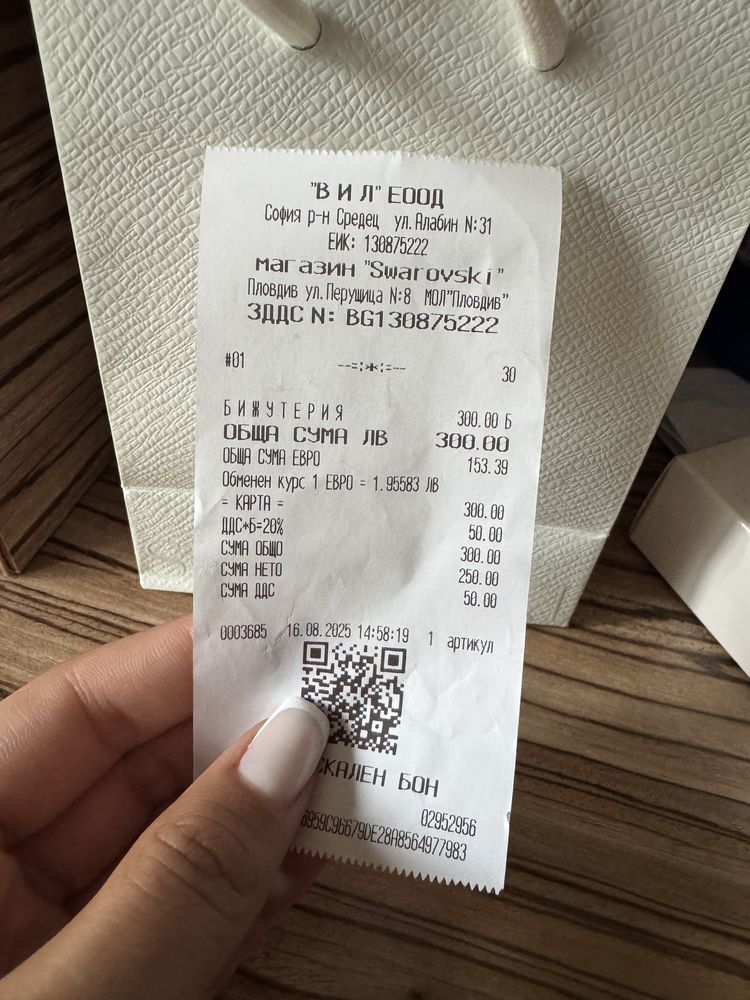 "В И Л" ЕООД
София р-н Средец ул.Алабин N:31
ЕИК: 130875222
магазин "Swarovski"
Пловдив ул.Перущица N:8 МОЛ"Пловдив"
ЗДДС N: BG130875222
#01 --=:>*<:=-- 30
БИЖУТЕРИЯ 300.00 Б
ОБЩА СУМА ЛВ 300.00
ОБЩА СУМА ЕВРО 153.39
Обменен курс 1 ЕВРО = 1.95583 ЛВ
= КАРТА = 300.00
ДДС*Б=20% 50.00
СУМА ОБЩО 300.00
СУМА НЕТО 250.00
СУМА ДДС 50.00
0003685 16.08.2025 14:58:19 1 артикул
СКАЛЕН БОН
02952956
6959C96679DE28A8564977983